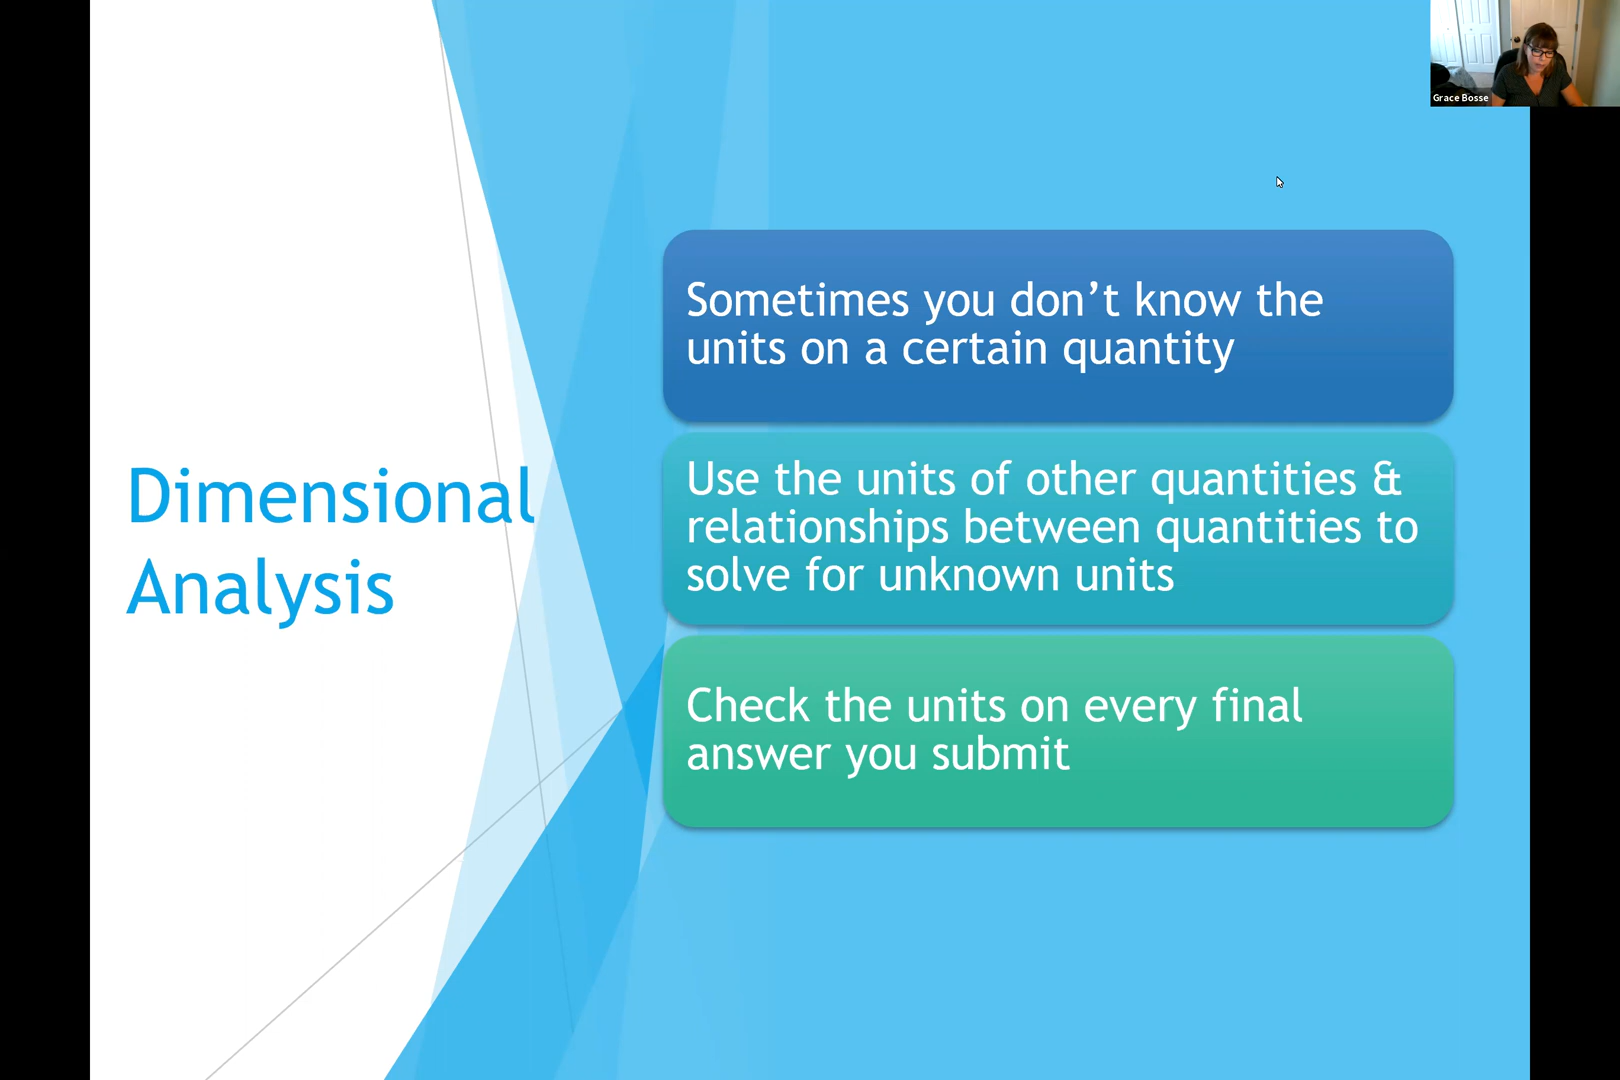 Grace Bosse
Dimensional
Analysis
Sometimes you don’t know the
units on a certain quantity
Use the units of other quantities &
relationships between quantities to
solve for unknown units
Check the units on every final
answer you submit